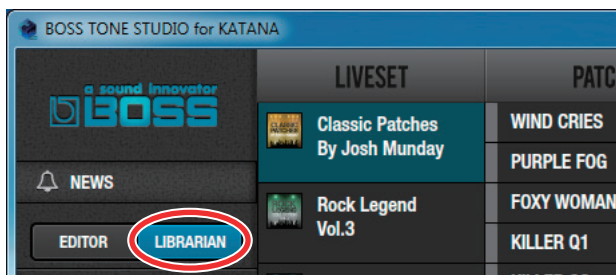 BOSS TONE STUDIO for KATANA
a sound innovator
BOSS
NEWS
EDITOR
LIBRARIAN
LIVESET
Classic Patches
By Josh Munday
Rock Legend
Vol.3
PATC
WIND CRIES
PURPLE FOG
FOXY WOMAN
KILLER Q1